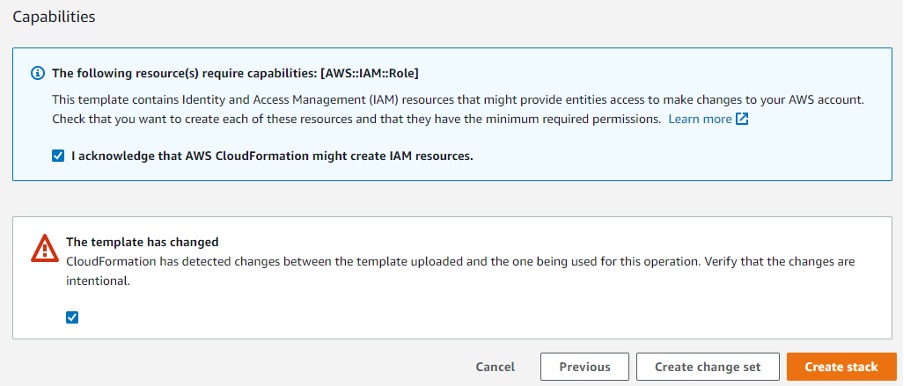 Capabilities
The following resource(s) require capabilities: [AWS::IAM::Role]
This template contains Identity and Access Management (IAM) resources that might provide entities access to make changes to your AWS account.
Check that you want to create each of these resources and that they have the minimum required permissions. Learn more
I acknowledge that AWS CloudFormation might create IAM resources.
The template has changed
CloudFormation has detected changes between the template uploaded and the one being used for this operation. Verify that the changes are
intentional.
Cancel Previous Create change set Create stack